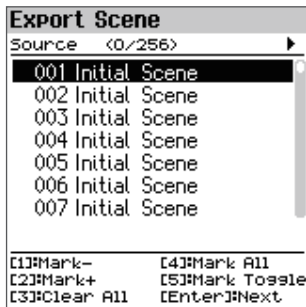 Export Scene
Source (0/256)
001 Initial Scene
002 Initial Scene
003 Initial Scene
004 Initial Scene
005 Initial Scene
006 Initial Scene
007 Initial Scene
[1]:Mark- [4]:Mark All
[2]:Mark+ [5]:Mark Toggle
[3]:Clear All [Enter]:Next